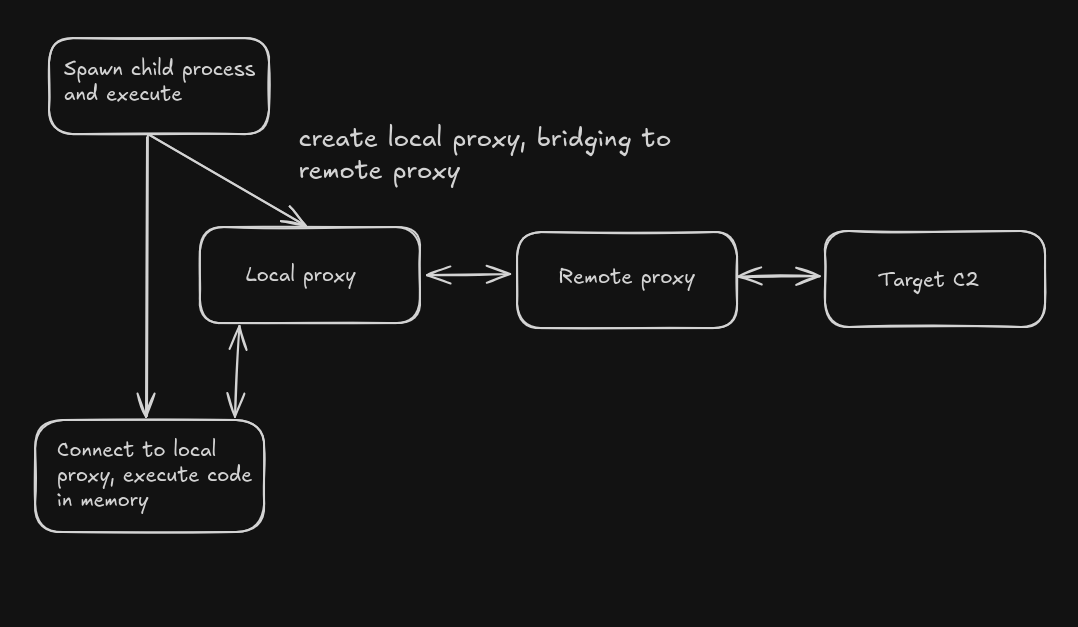 Spawn child process
and execute
create local proxy, bridging to
remote proxy
Local proxy
Remote proxy
Target C2
Connect to local
proxy, execute code
in memory